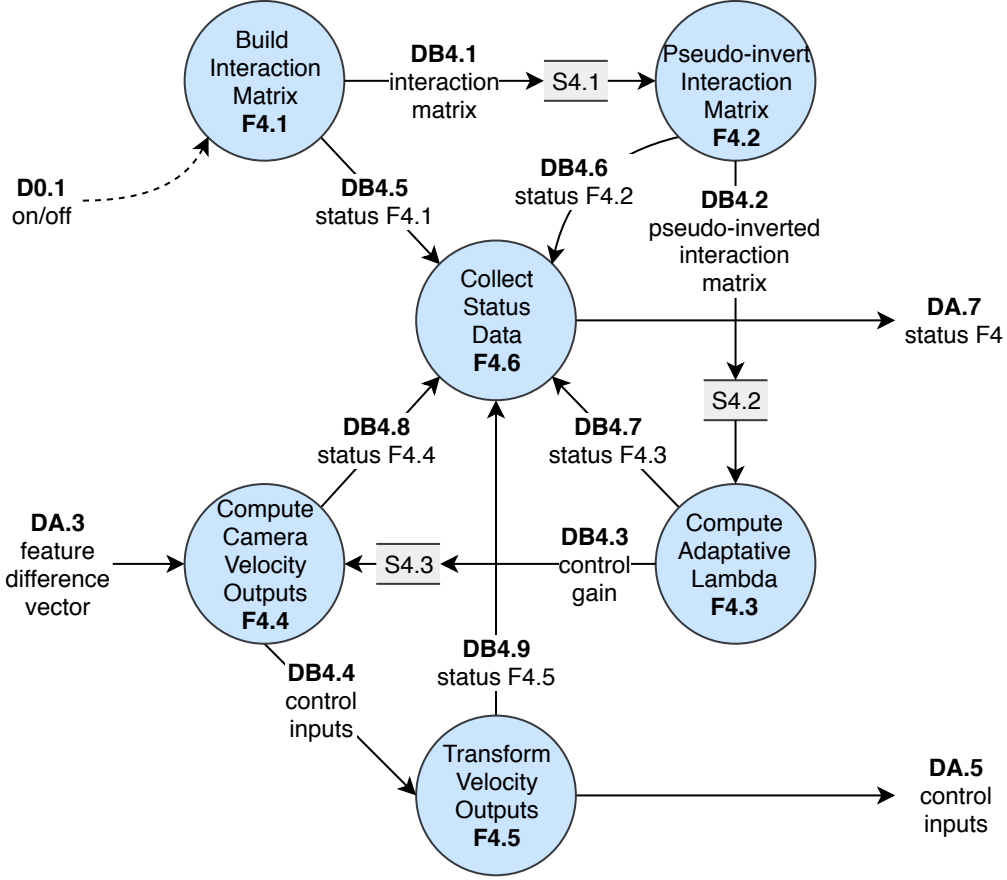 Build
Interaction
Matrix
F4.1
DB4.1
interaction
matrix
S4.1
Pseudo-invert
Interaction
Matrix
F4.2
D0.1
on/off
DB4.5
status F4.1
DB4.6
status F4.2
DB4.2
pseudo-inverted
interaction
matrix
Collect
Status
Data
F4.6
DA.7
status F4
S4.2
DB4.8
status F4.4
DB4.7
status F4.3
DA.3
feature
difference
vector
Compute
Camera
Velocity
Outputs
F4.4
S4.3
DB4.3
control
gain
Compute
Adaptative
Lambda
F4.3
DB4.4
control
inputs
DB4.9
status F4.5
Transform
Velocity
Outputs
F4.5
DA.5
control
inputs